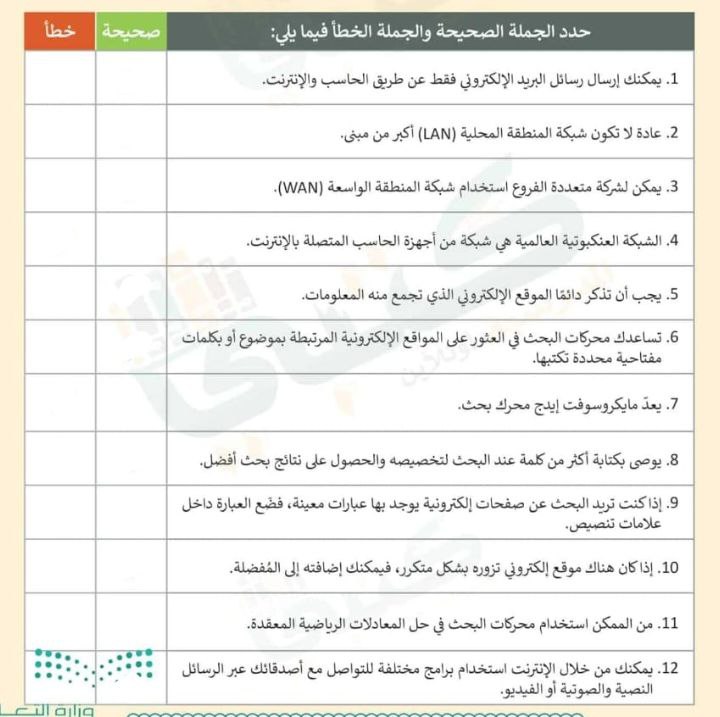 حدد الجملة الصحيحة والجملة الخطأ فيما يلي: صحيحة خطأ
1. يمكنك إرسال رسائل البريد الإلكتروني فقط عن طريق الحاسب والإنترنت.
2. عادة لا تكون شبكة المنطقة المحلية (LAN) أكبر من مبنى.
3. يمكن لشركة متعددة الفروع استخدام شبكة المنطقة الواسعة (WAN).
4. الشبكة العنكبوتية العالمية هي شبكة من أجهزة الحاسب المتصلة بالإنترنت.
5. يجب أن تذكر دائمًا الموقع الإلكتروني الذي تجمع منه المعلومات.
6. تساعدك محركات البحث في العثور على المواقع الإلكترونية المرتبطة بموضوع أو بكلمات
مفتاحية محددة تكتبها.
7. يعدّ مايكروسوفت إيدج محرك بحث.
8. يوصى بكتابة أكثر من كلمة عند البحث لتخصيصه والحصول على نتائج بحث أفضل.
9. إذا كنت تريد البحث عن صفحات إلكترونية يوجد بها عبارات معينة، فضَع العبارة داخل
علامات تنصيص.
10. إذا كان هناك موقع إلكتروني تزوره بشكل متكرر، فيمكنك إضافته إلى المُفضلة.
11. من الممكن استخدام محركات البحث في حل المعادلات الرياضية المعقدة.
12. يمكنك من خلال الإنترنت استخدام برامج مختلفة للتواصل مع أصدقائك عبر الرسائل
النصية والصوتية أو الفيديو.
كتبي
وزارة